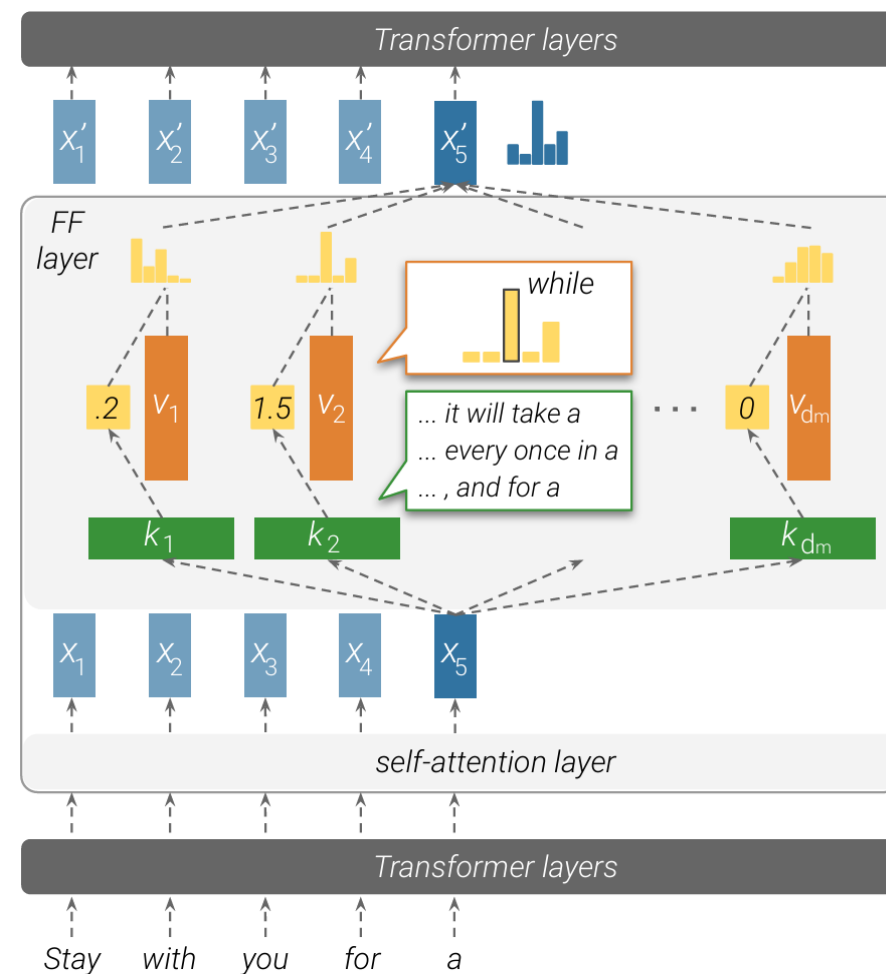 Transformer layers
x′1 x′2 x′3 x′4 x′5
FF
layer
while
.2 v1 1.5 v2 ... 0 vdm
... it will take a
... every once in a
... , and for a
k1 k2 kdm
x1 x2 x3 x4 x5
self-attention layer
Transformer layers
Stay with you for a